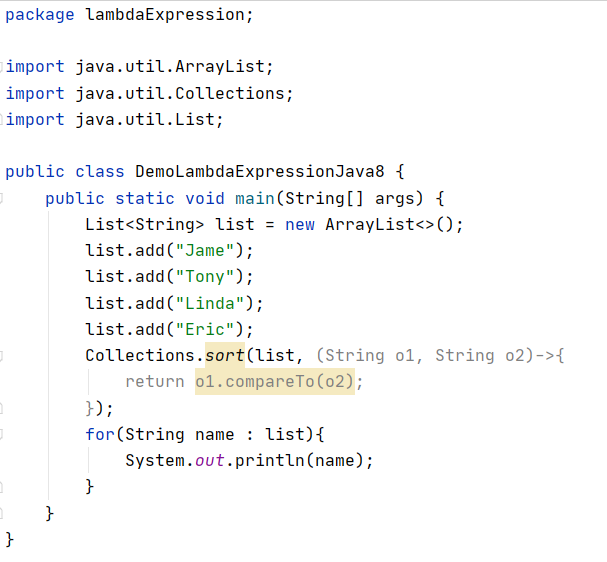 package lambdaExpression;
import java.util.ArrayList;
import java.util.Collections;
import java.util.List;
public class DemoLambdaExpressionJava8 {
    public static void main(String[] args) {
        List<String> list = new ArrayList<>();
        list.add("Jame");
        list.add("Tony");
        list.add("Linda");
        list.add("Eric");
        Collections.sort(list, (String o1, String o2)->{
            return o1.compareTo(o2);
        });
        for(String name : list){
            System.out.println(name);
        }
    }
}